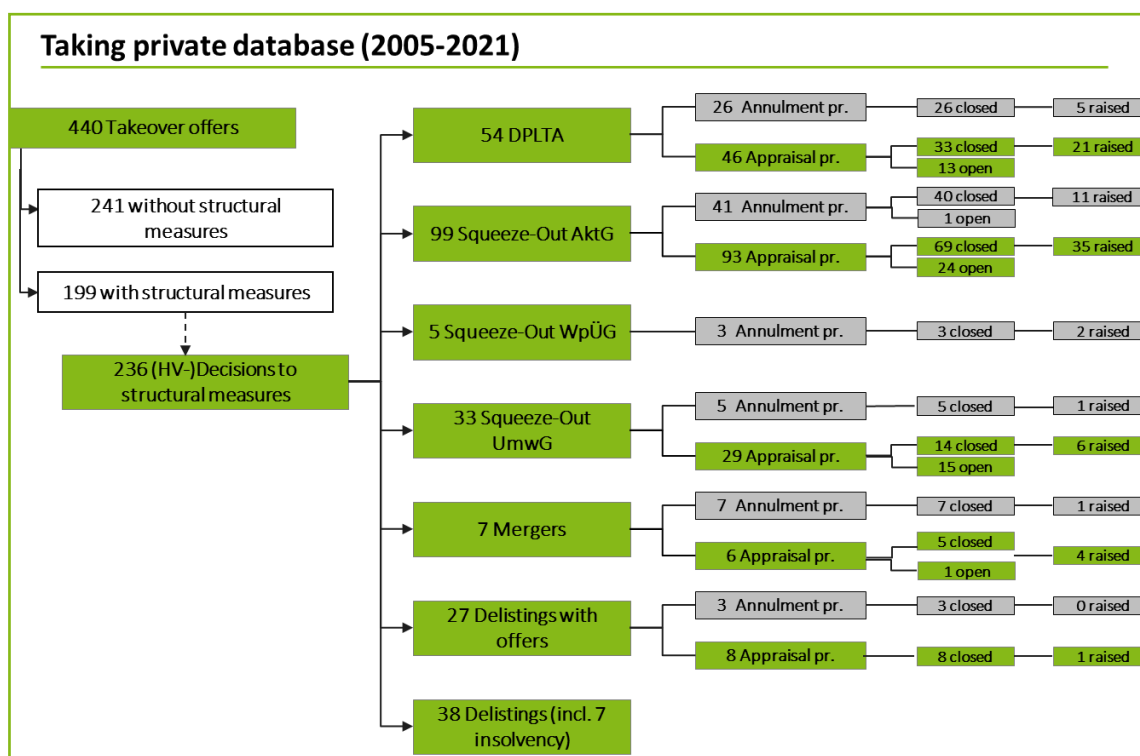 Taking private database (2005-2021)
440 Takeover offers
241 without structural
measures
199 with structural measures
236 (HV-)Decisions to
structural measures
54 DPLTA
26 Annulment pr.
26 closed
5 raised
46 Appraisal pr.
33 closed
21 raised
13 open
99 Squeeze-Out AktG
41 Annulment pr.
40 closed
11 raised
1 open
93 Appraisal pr.
69 closed
35 raised
24 open
5 Squeeze-Out WpÜG
3 Annulment pr.
3 closed
2 raised
33 Squeeze-Out
UmwG
5 Annulment pr.
5 closed
1 raised
29 Appraisal pr.
14 closed
6 raised
15 open
7 Mergers
7 Annulment pr.
7 closed
1 raised
6 Appraisal pr.
5 closed
4 raised
1 open
27 Delistings with
offers
3 Annulment pr.
3 closed
0 raised
8 Appraisal pr.
8 closed
1 raised
38 Delistings (incl. 7
insolvency)